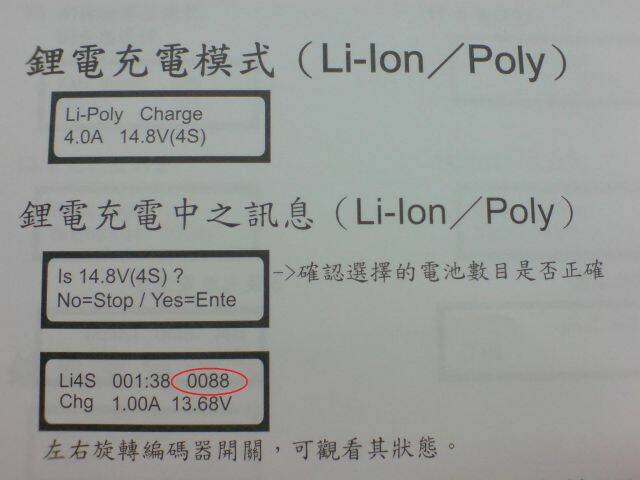 鋰電充電模式（Li-Ion／Poly）
Li-Poly Charge
4.0A 14.8V(4S)
鋰電充電中之訊息（Li-Ion／Poly）
Is 14.8V(4S) ?
No=Stop / Yes=Ente
->確認選擇的電池數目是否正確
Li4S 001:38 0088
Chg 1.00A 13.68V
左右旋轉編碼器開關，可觀看其狀態。